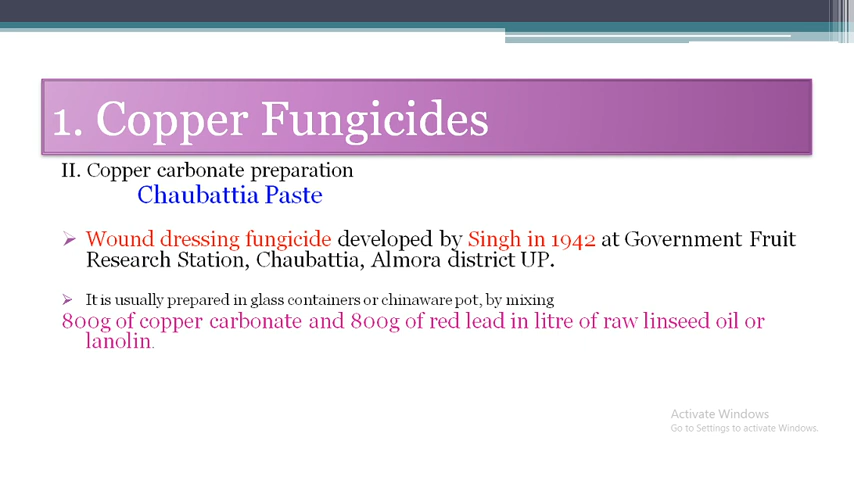 1. Copper Fungicides
II. Copper carbonate preparation
Chaubattia Paste
Wound dressing fungicide developed by Singh in 1942 at Government Fruit
Research Station, Chaubattia, Almora district UP.
It is usually prepared in glass containers or chinaware pot, by mixing
800g of copper carbonate and 800g of red lead in litre of raw linseed oil or
lanolin.
Activate Windows
Go to Settings to activate Windows.